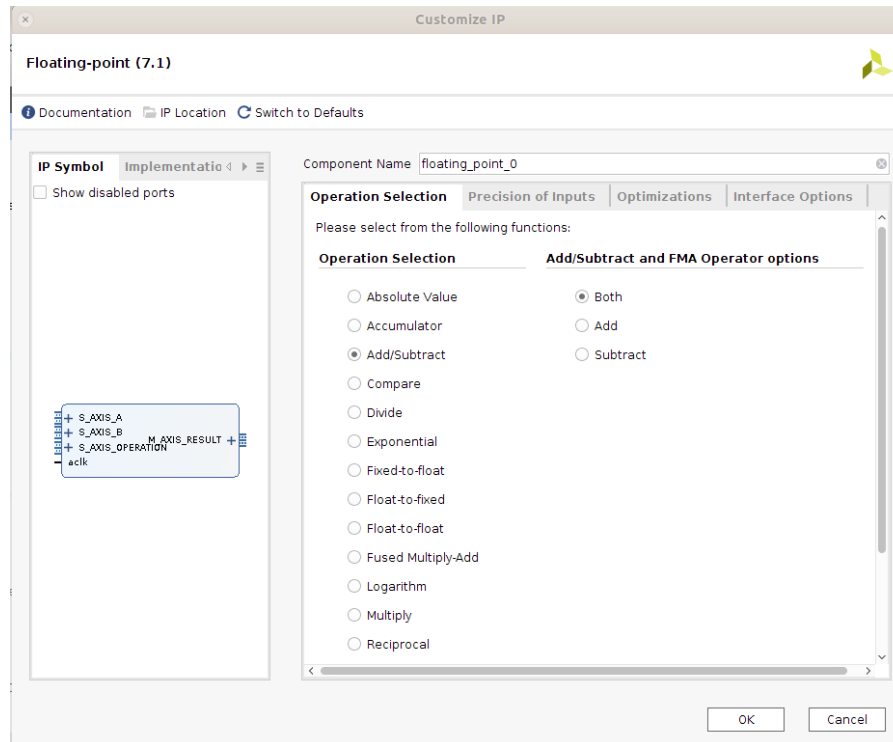 Customize IP
Floating-point (7.1)
Documentation IP Location Switch to Defaults
IP Symbol Implementatio
Show disabled ports
S_AXIS_A
S_AXIS_B
S_AXIS_OPERATION
M_AXIS_RESULT
aclk
Component Name floating_point_0
Operation Selection Precision of Inputs Optimizations Interface Options
Please select from the following functions:
Operation Selection
Absolute Value
Accumulator
Add/Subtract
Compare
Divide
Exponential
Fixed-to-float
Float-to-fixed
Float-to-float
Fused Multiply-Add
Logarithm
Multiply
Reciprocal
Add/Subtract and FMA Operator options
Both
Add
Subtract
OK Cancel